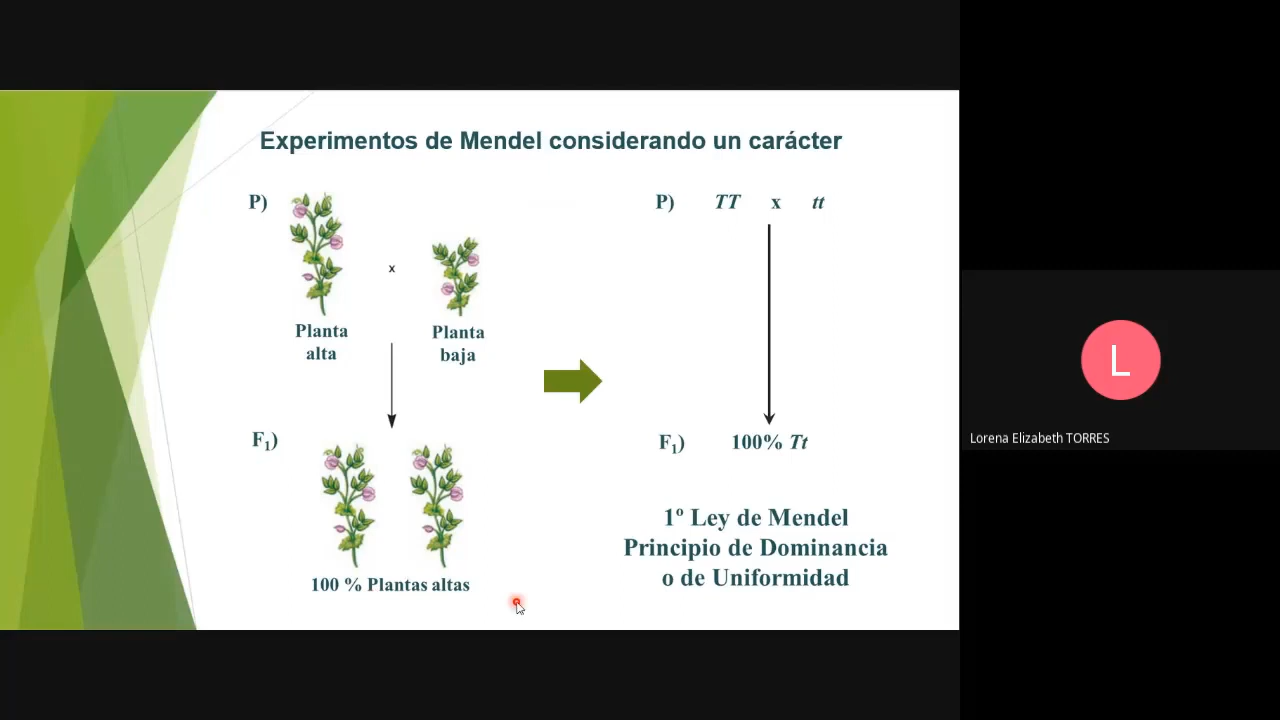 Experimentos de Mendel considerando un carácter
P)
x
Planta
alta
Planta
baja
F₁)
100 % Plantas altas
P) TT x tt
F₁) 100% Tt
1º Ley de Mendel
Principio de Dominancia
o de Uniformidad
L
Lorena Elizabeth TORRES